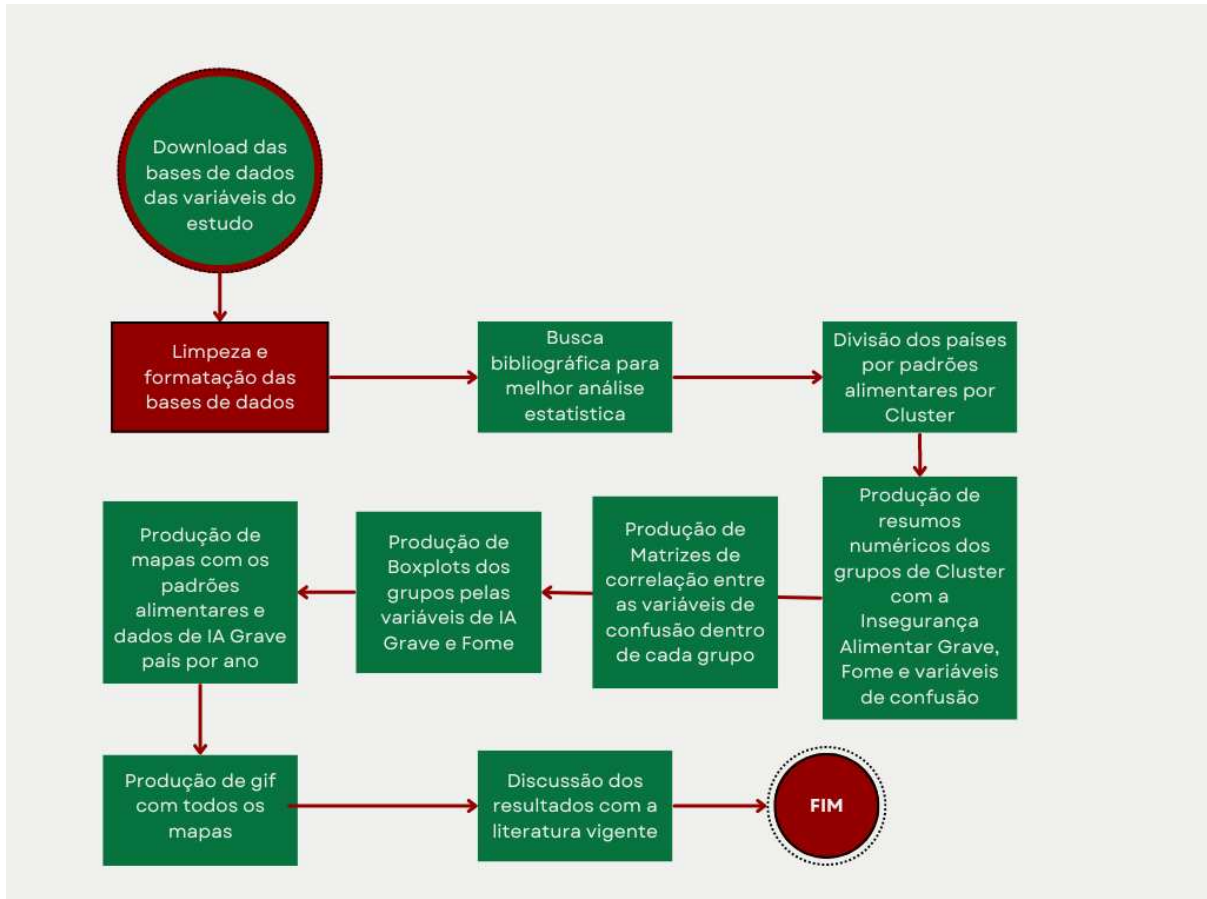 Download das
bases de dados
das variáveis do
estudo
Limpeza e
formatação das
bases de dados
Busca
bibliográfica para
melhor análise
estatística
Divisão dos países
por padrões
alimentares por
Cluster
Produção de
resumos
numéricos dos
grupos de Cluster
com a
Insegurança
Alimentar Grave,
Fome e variáveis
de confusão
Produção de
Matrizes de
correlação entre
as variáveis de
confusão dentro
de cada grupo
Produção de
Boxplots dos
grupos pelas
variáveis de IA
Grave e Fome
Produção de
mapas com os
padrões
alimentares e
dados de IA Grave
país por ano
Produção de gif
com todos os
mapas
Discussão dos
resultados com a
literatura vigente
FIM